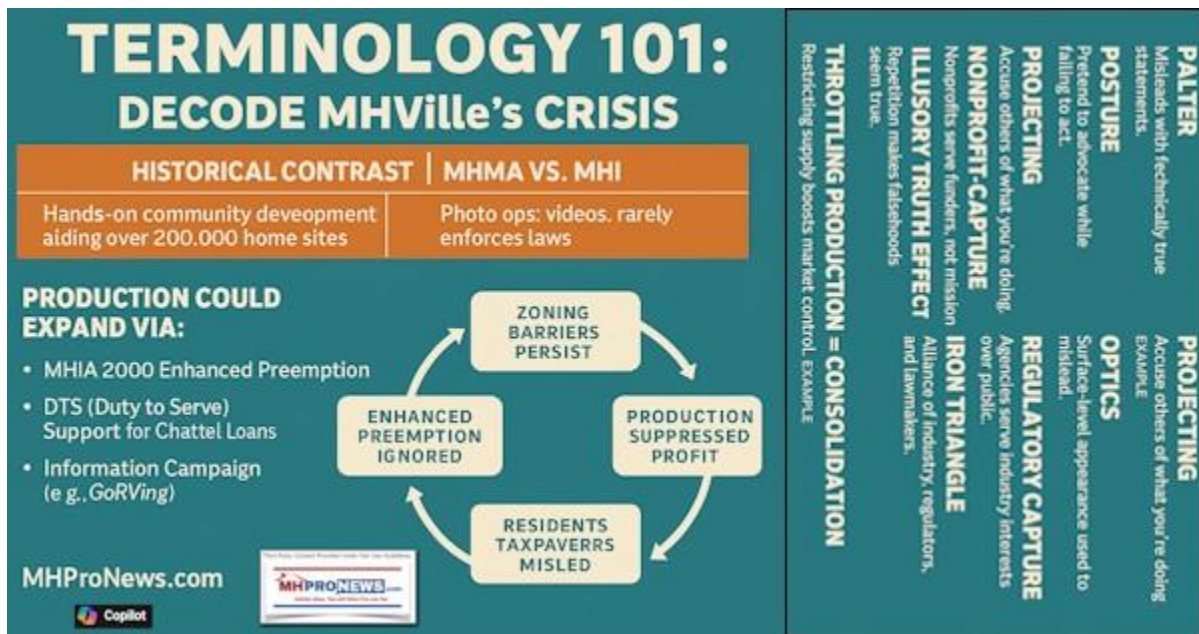 TERMINOLOGY 101:
DECODE MHVille's CRISIS
HISTORICAL CONTRAST | MHMA VS. MHI
Hands-on community deveopment
aiding over 200.000 home sites
Photo ops: videos. rarely
enforces laws
PRODUCTION COULD
EXPAND VIA:
• MHIA 2000 Enhanced Preemption
• DTS (Duty to Serve)
Support for Chattel Loans
• Information Campaign
(e g., GoRVing)
ZONING
BARRIERS
PERSIST
PRODUCTION
SUPPRESSED
PROFIT
RESIDENTS
TAXPAVERRS
MISLED
ENHANCED
PREEMPTION
IGNORED
MHProNews.com
Copilot
MHPRONEWS.com
PALTER
Misleads with technically true
statements.
POSTURE
Pretend to advocate while
failing to act.
PROJECTING
Accuse others of what you're doing.
NONPROFIT-CAPTURE
Nonprofits serve funders, not mission
ILLUSORY TRUTH EFFECT
Repetition makes falsehoods
seem true.
THROTTLING PRODUCTION = CONSOLIDATION
Restricting supply boosts market control. EXAMPLE
PROJECTING
Accuse others of what you're doing
EXAMPLE
OPTICS
Surface-level appearance used to
mislead.
REGULATORY CAPTURE
Agencies serve industry interests
over public.
IRON TRIANGLE
Alliance of industry, regulators,
and lawmakers.